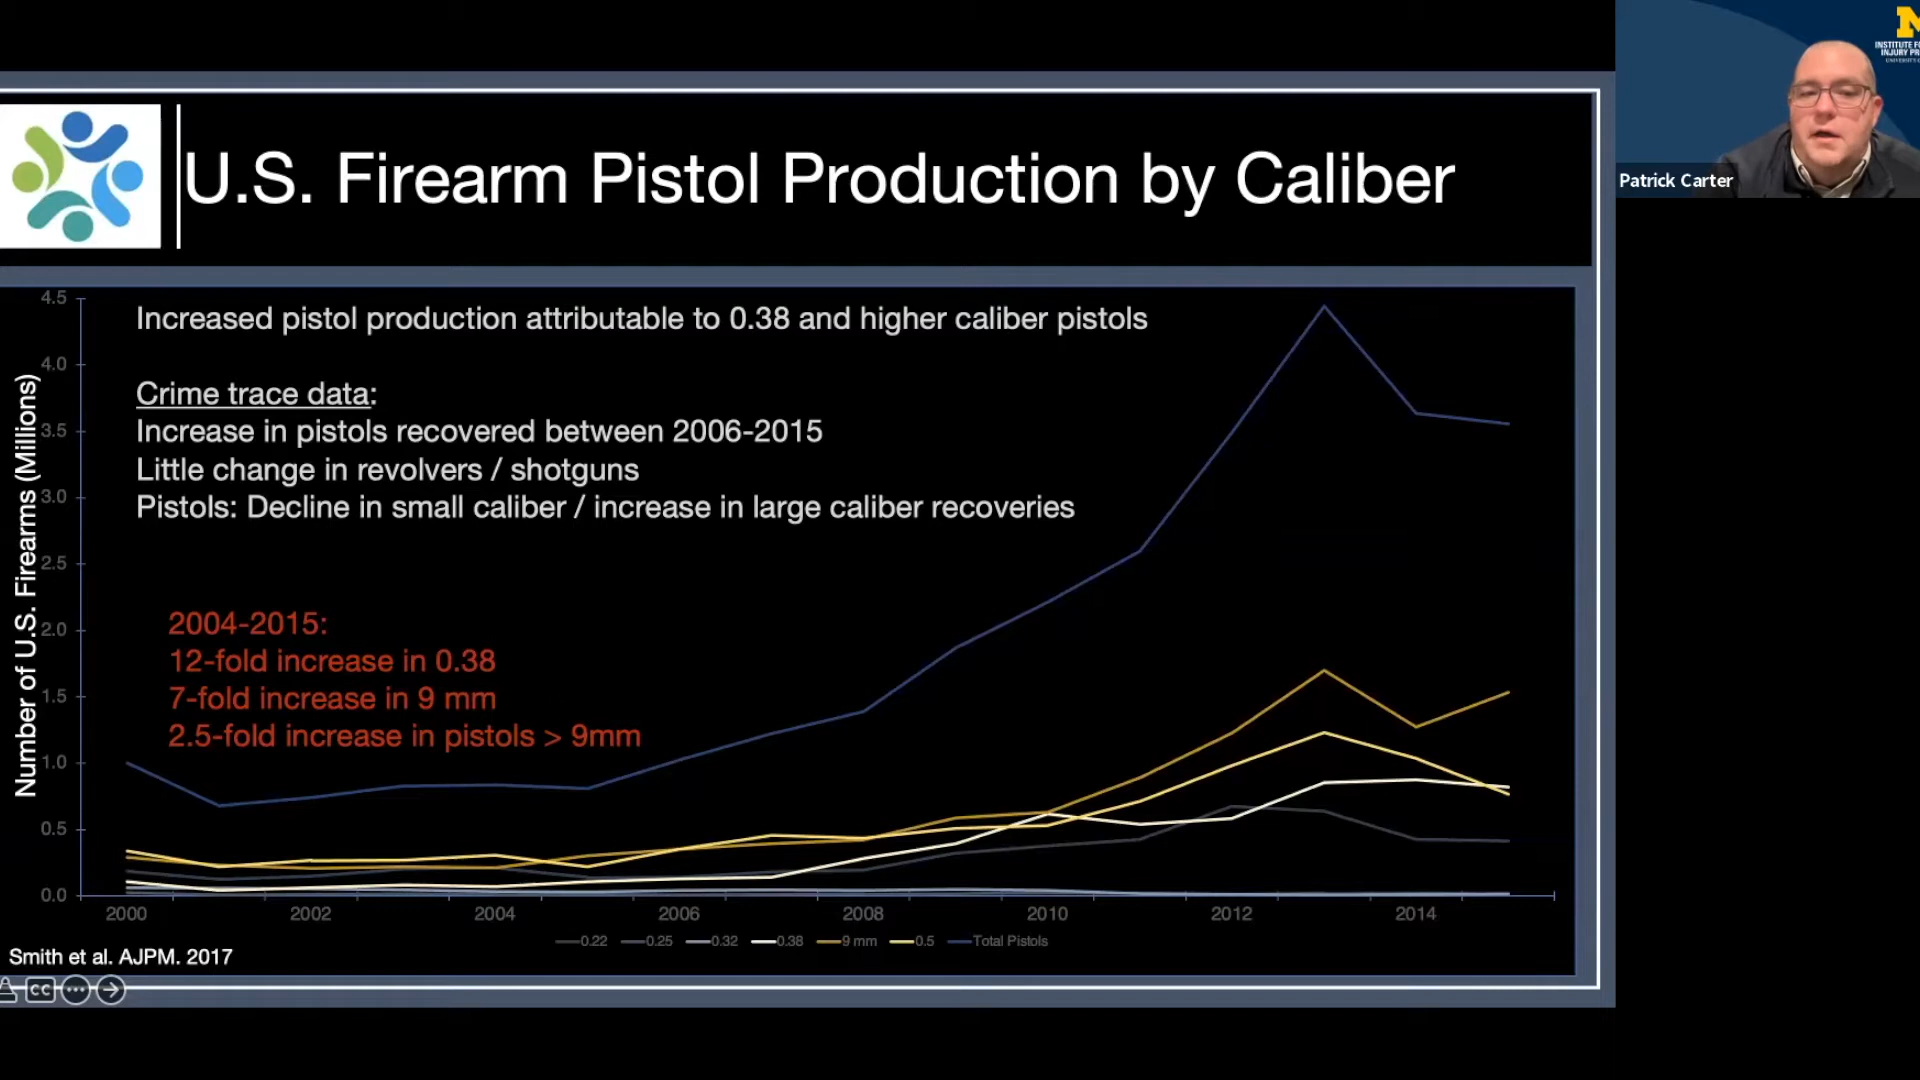 U.S. Firearm Pistol Production by Caliber
INSTITUTE
Patrick Carter
4.5
4.0
3.5
3.0
2.5
2.0
1.5
1.0
0.5
0.0
Number of U.S. Firearms (Millions)
Increased pistol production attributable to 0.38 and higher caliber pistols
Crime trace data:
Increase in pistols recovered between 2006-2015
Little change in revolvers / shotguns
Pistols: Decline in small caliber / increase in large caliber recoveries
2004-2015:
12-fold increase in 0.38
7-fold increase in 9 mm
2.5-fold increase in pistols > 9mm
2000 2002 2004 2006 2008 2010 2012 2014
0.22 0.25 0.32 0.38 9 mm 0.5 Total Pistols
Smith et al. AJPM. 2017
CC